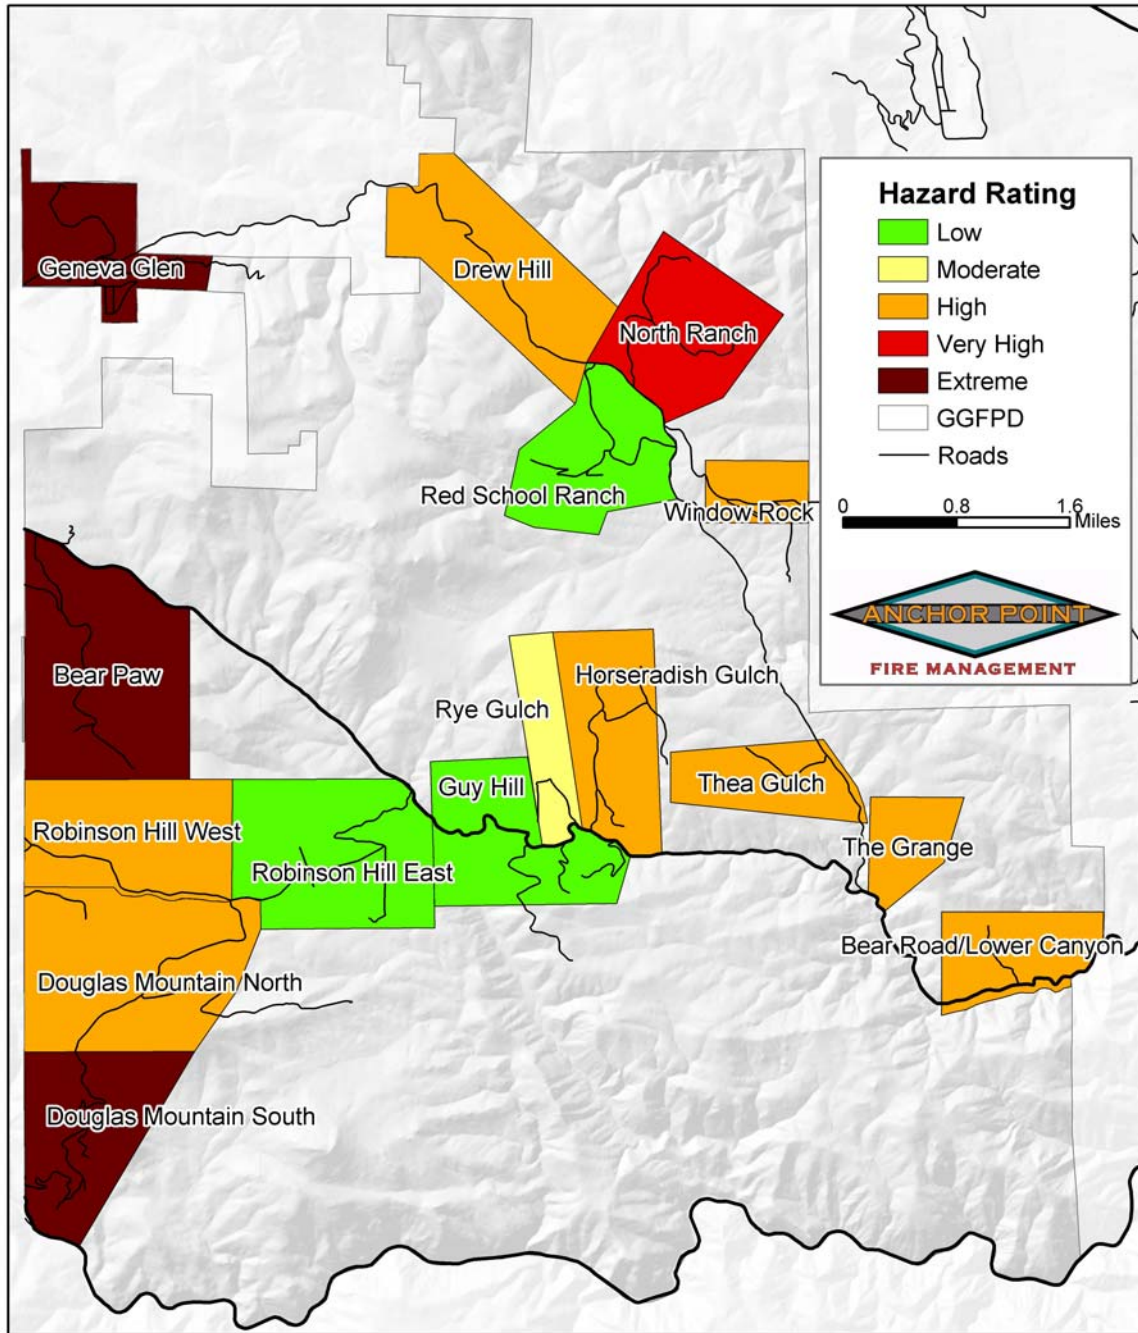 Hazard Rating
Low
Moderate
High
Very High
Extreme
GGFPD
Roads
0 0.8 1.6
Miles
ANCHOR POINT
FIRE MANAGEMENT
Geneva Glen
Drew Hill
North Ranch
Red School Ranch
Window Rock
Bear Paw
Horseradish Gulch
Rye Gulch
Guy Hill
Thea Gulch
Robinson Hill West
The Grange
Robinson Hill East
Bear Road/Lower Canyon
Douglas Mountain North
Douglas Mountain South